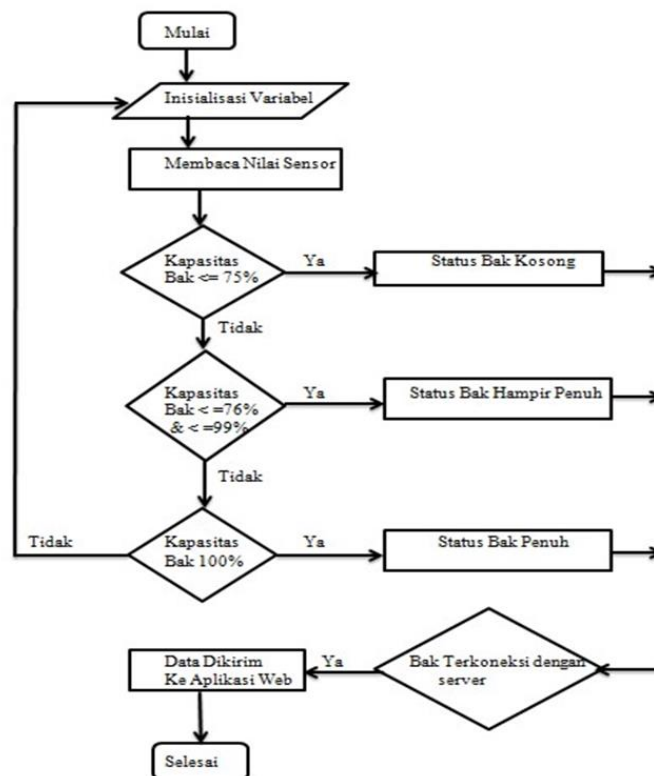 Mulai
Inisialisasi Variabel
Membaca Nilai Sensor
Kapasitas
Bak <= 75%
Ya
Status Bak Kosong
Tidak
Kapasitas
Bak < =76%
& < =99%
Ya
Status Bak Hampir Penuh
Tidak
Kapasitas
Bak 100%
Tidak
Ya
Status Bak Penuh
Bak Terkoneksi dengan
server
Ya
Data Dikirim
Ke Aplikasi Web
Selesai